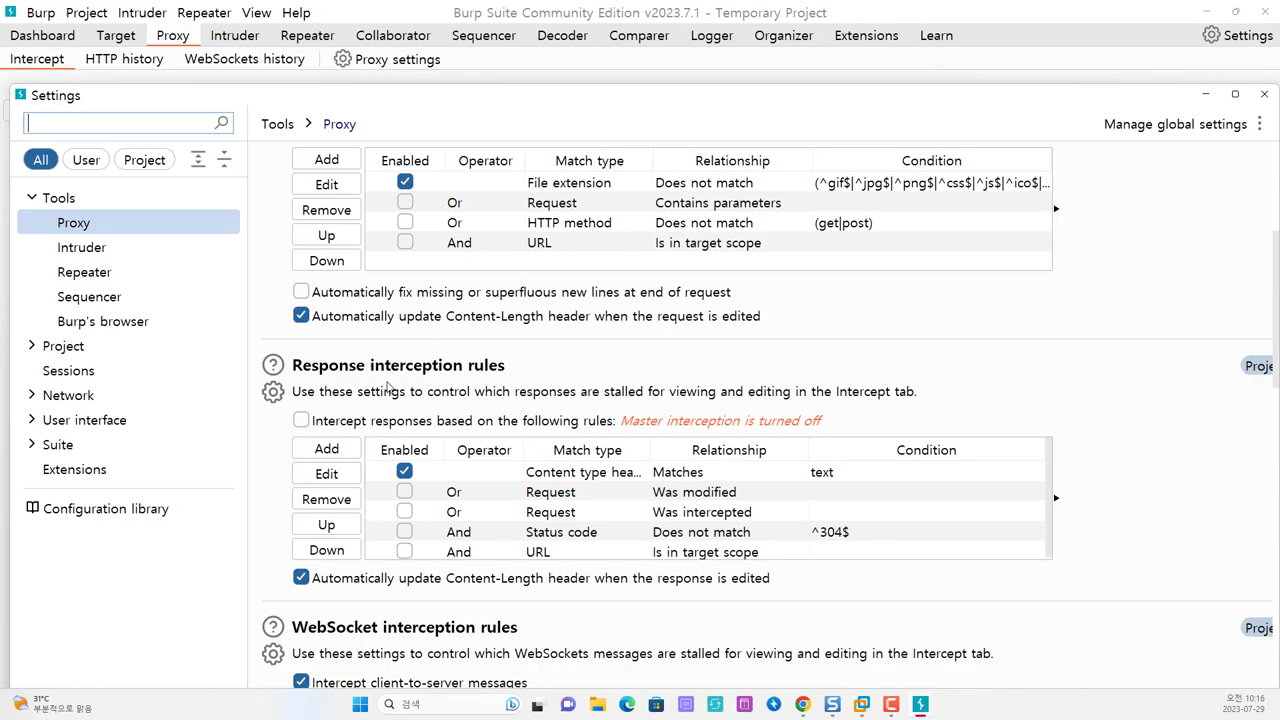 Burp Project Intruder Repeater View Help Burp Suite Community Edition v2023.7.1 - Temporary Project
Dashboard Target Proxy Intruder Repeater Collaborator Sequencer Decoder Comparer Logger Organizer Extensions Learn Settings
Intercept HTTP history WebSockets history Proxy settings
Settings
Tools > Proxy Manage global settings
All User Project
Tools
Proxy
Intruder
Repeater
Sequencer
Burp's browser
Project
Sessions
Network
User interface
Suite
Extensions
Configuration library
Add Enabled Operator Match type Relationship Condition
Edit File extension Does not match (^gif$|^jpg$|^png$|^css$|^js$|^ico$|...
Remove Or Request Contains parameters
Up Or HTTP method Does not match (get|post)
Down And URL Is in target scope
Automatically fix missing or superfluous new lines at end of request
Automatically update Content-Length header when the request is edited
Response interception rules Proje
Use these settings to control which responses are stalled for viewing and editing in the Intercept tab.
Intercept responses based on the following rules: Master interception is turned off
Add Enabled Operator Match type Relationship Condition
Edit Content type hea... Matches text
Remove Or Request Was modified
Or Request Was intercepted
Up And Status code Does not match ^304$
Down And URL Is in target scope
Automatically update Content-Length header when the response is edited
WebSocket interception rules Proje
Use these settings to control which WebSockets messages are stalled for viewing and editing in the Intercept tab.
Intercept client-to-server messages
31°C
부분적으로 맑음
검색
오전 10:16
2023-07-29